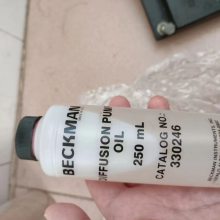 BECKMAN
DIFFUSION PUMP
OIL
250 mL
CATALOG NO.:
330246